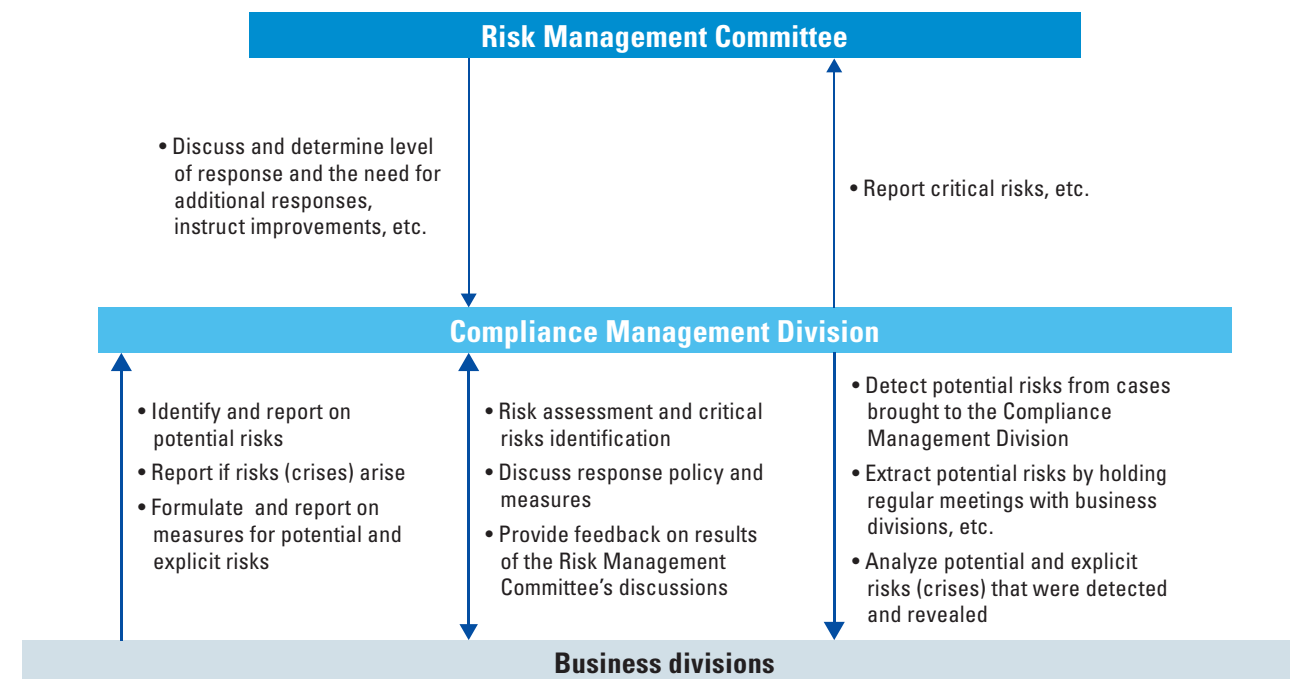 Risk Management Committee
• Discuss and determine level
of response and the need for
additional responses,
instruct improvements, etc.
• Report critical risks, etc.
Compliance Management Division
• Identify and report on
potential risks
• Report if risks (crises) arise
• Formulate and report on
measures for potential and
explicit risks
• Risk assessment and critical
risks identification
• Discuss response policy and
measures
• Provide feedback on results
of the Risk Management
Committee's discussions
• Detect potential risks from cases
brought to the Compliance
Management Division
• Extract potential risks by holding
regular meetings with business
divisions, etc.
• Analyze potential and explicit
risks (crises) that were detected
and revealed
Business divisions